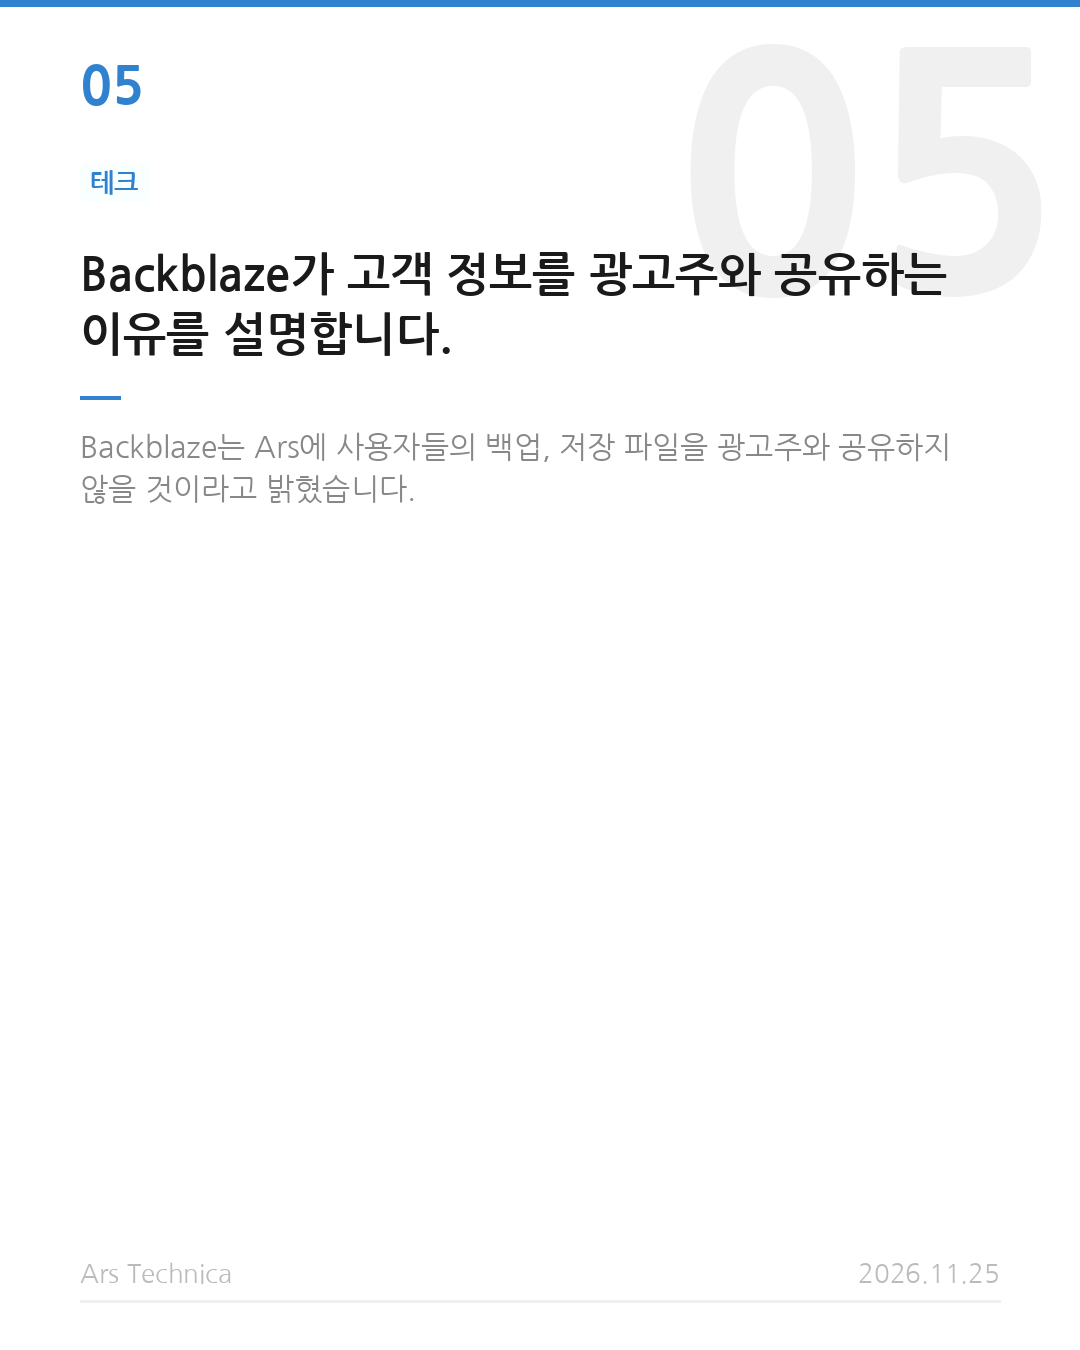 05
05
테크
Backblaze가 고객 정보를 광고주와 공유하는
이유를 설명합니다.
Backblaze는 Ars에 사용자들의 백업, 저장 파일을 광고주와 공유하지
않을 것이라고 밝혔습니다.
Ars Technica
2026.11.25